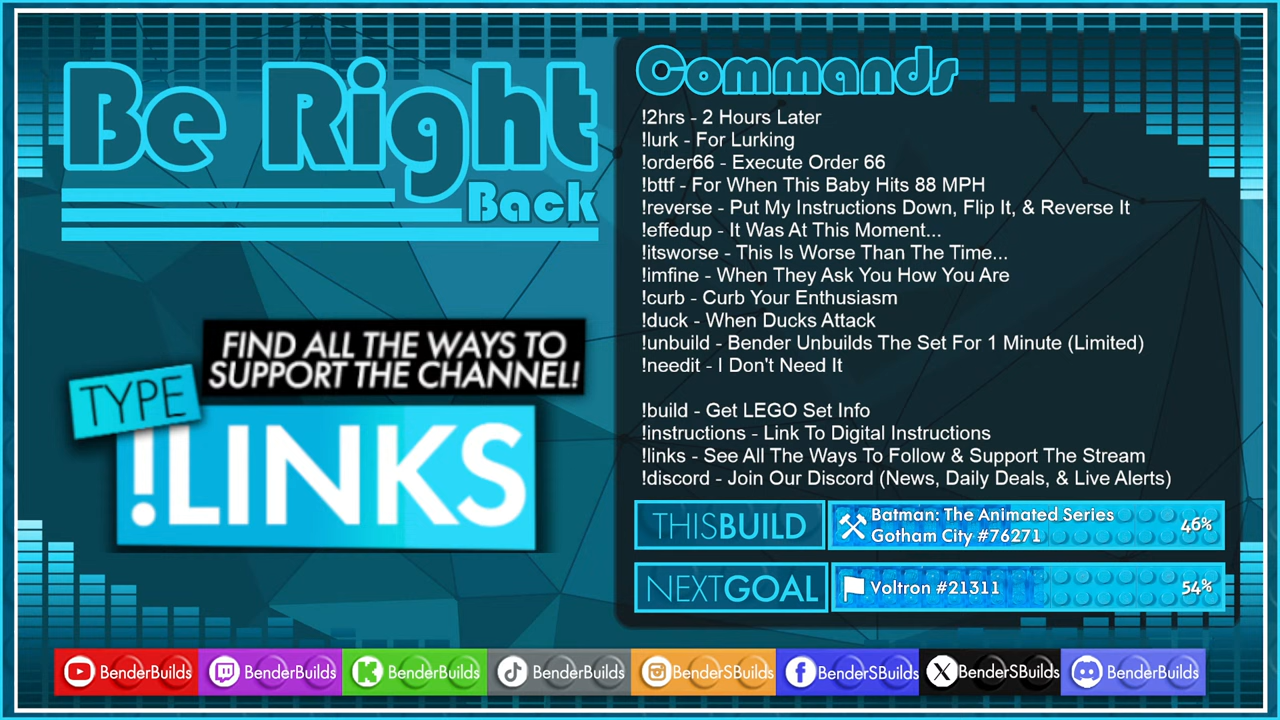 Be Right
Back
FIND ALL THE WAYS TO
SUPPORT THE CHANNEL!
TYPE
!LINKS
Commands
!2hrs - 2 Hours Later
!lurk - For Lurking
!order66 - Execute Order 66
!bttf - For When This Baby Hits 88 MPH
!reverse - Put My Instructions Down, Flip It, & Reverse It
!effedup - It Was At This Moment...
!itsworse - This Is Worse Than The Time...
!imfine - When They Ask You How You Are
!curb - Curb Your Enthusiasm
!duck - When Ducks Attack
!unbuild - Bender Unbuilds The Set For 1 Minute (Limited)
!needit - I Don't Need It
!build - Get LEGO Set Info
!instructions - Link To Digital Instructions
!links - See All The Ways To Follow & Support The Stream
!discord - Join Our Discord (News, Daily Deals, & Live Alerts)
THISBUILD
Batman: The Animated Series
Gotham City #76271
46%
NEXTGOAL
Voltron #21311
54%
BenderBuilds
BenderBuilds
BenderBuilds
BenderBuilds
BenderSBuilds
BenderSBuilds
BenderSBuilds
BenderBuilds